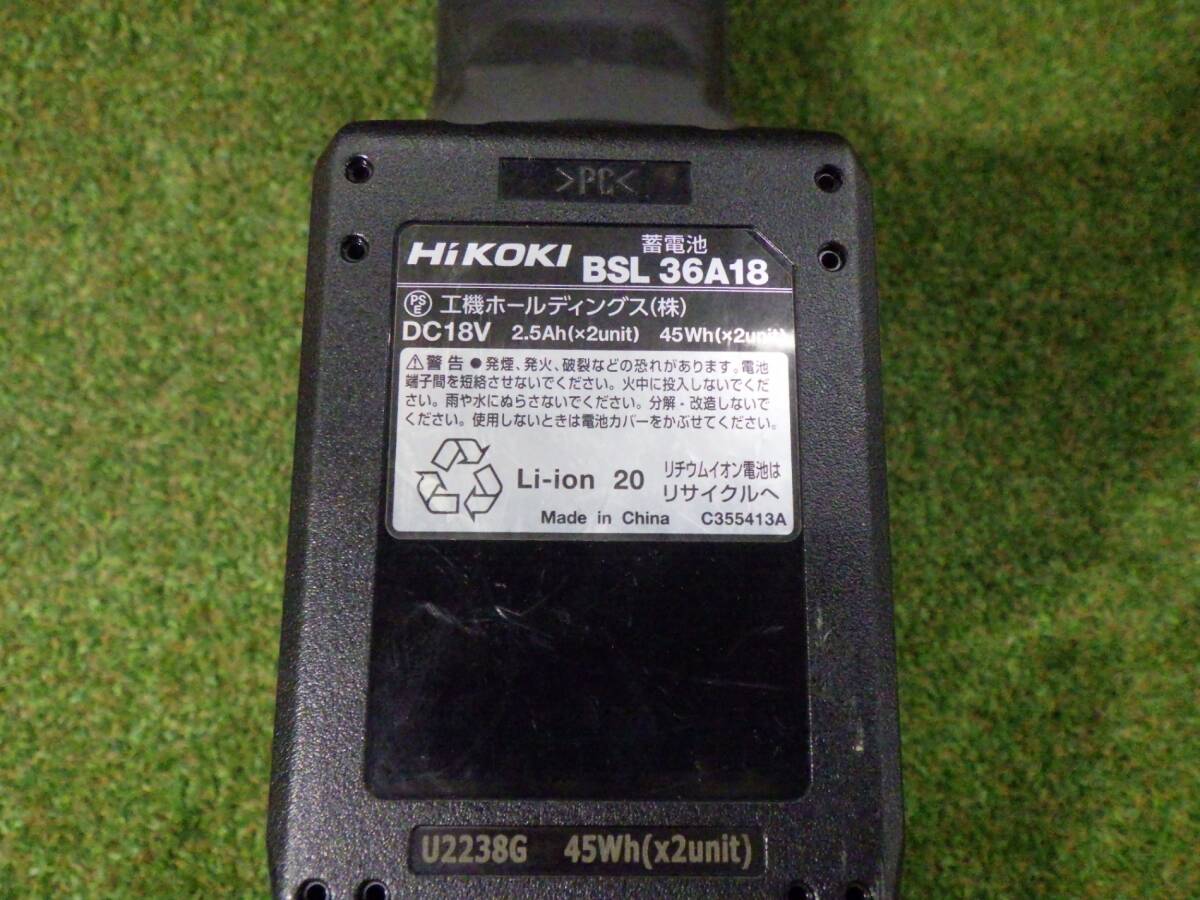 >PC<
HiKOKI 蓄電池
BSL 36A18
PS E 工機ホールディングス(株)
DC18V 2.5Ah(×2unit) 45Wh(×2unit)
⚠警告 ●発煙、発火、破裂などの恐れがあります。電池
端子間を短絡させないでください。火中に投入しないでくだ
さい。雨や水にぬらさないでください。分解・改造しないで
ください。使用しないときは電池カバーをかぶせてください。
Li-ion 20 リチウムイオン電池は
リサイクルへ
Made in China C355413A
U2238G 45Wh(x2unit)